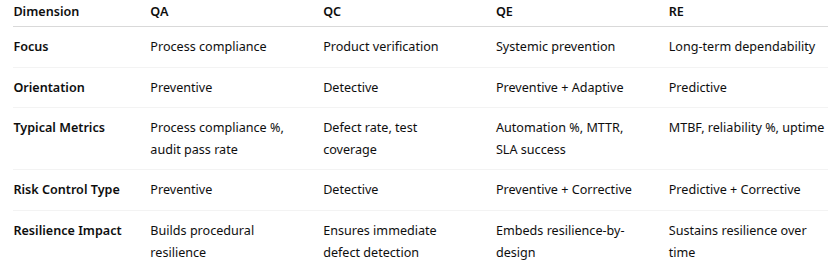 Dimension QA QC QE RE
Focus Process compliance Product verification Systemic prevention Long-term dependability
Orientation Preventive Detective Preventive + Adaptive Predictive
Typical Metrics Process compliance %, Defect rate, test Automation %, MTTR, MTBF, reliability %, uptime
audit pass rate coverage SLA success
Risk Control Type Preventive Detective Preventive + Corrective Predictive + Corrective
Resilience Impact Builds procedural Ensures immediate Embeds resilience-by- Sustains resilience over
resilience defect detection design time